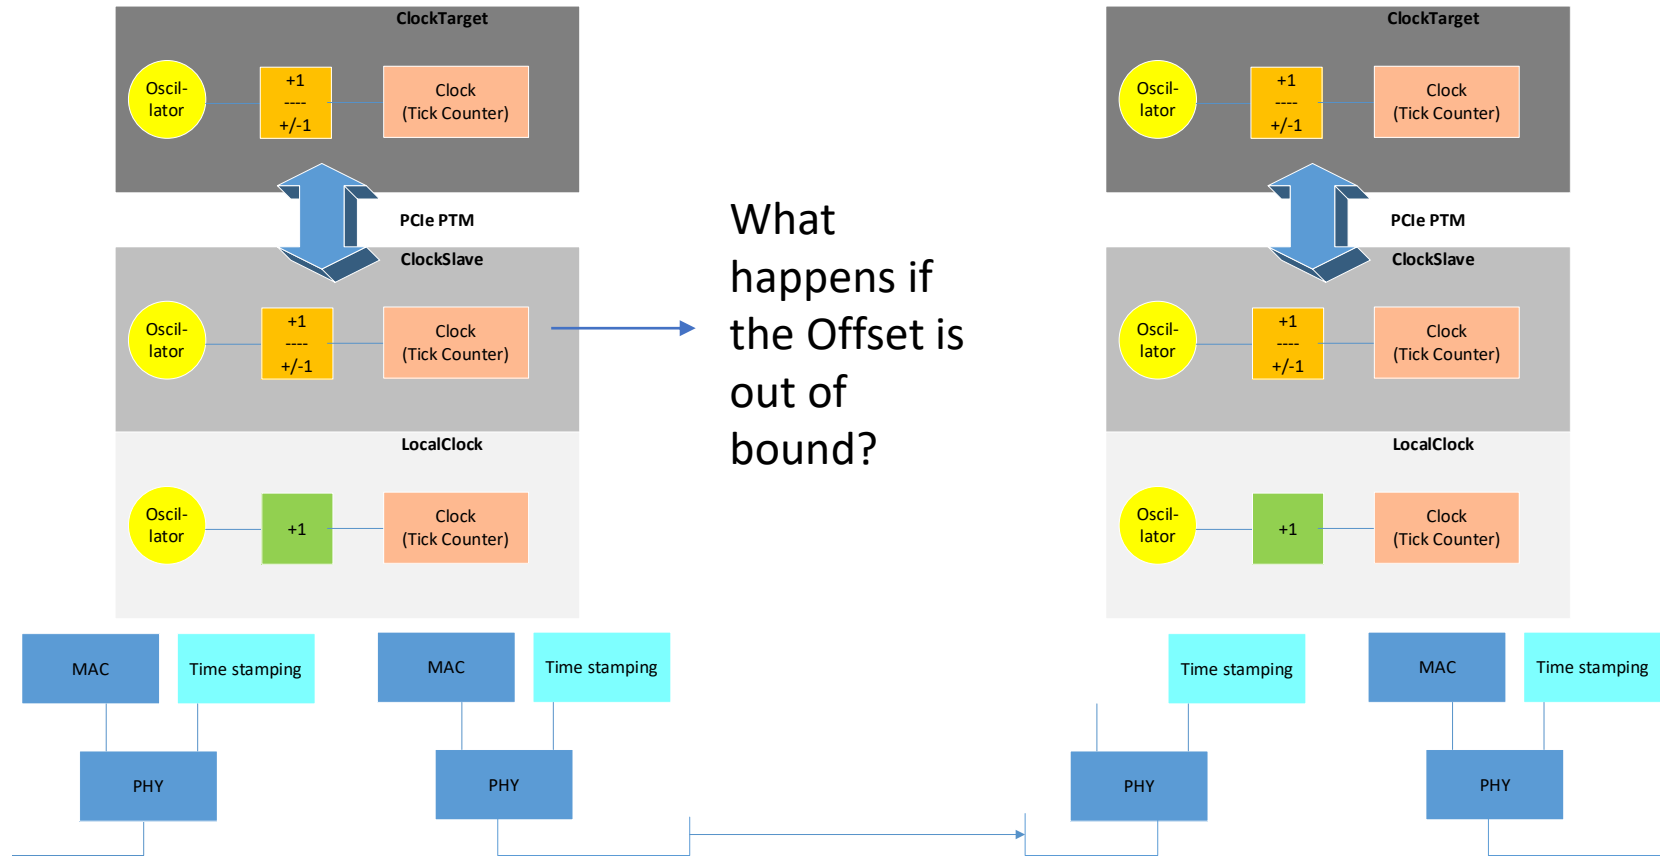 ClockTarget
Oscil-
lator
+1
----
+/-1
Clock
(Tick Counter)
PCIe PTM
ClockSlave
Oscil-
lator
+1
----
+/-1
Clock
(Tick Counter)
LocalClock
Oscil-
lator
+1
Clock
(Tick Counter)
MAC
Time stamping
MAC
Time stamping
PHY
PHY
What
happens if
the Offset is
out of
bound?
ClockTarget
Oscil-
lator
+1
----
+/-1
Clock
(Tick Counter)
PCIe PTM
ClockSlave
Oscil-
lator
+1
----
+/-1
Clock
(Tick Counter)
LocalClock
Oscil-
lator
+1
Clock
(Tick Counter)
Time stamping
MAC
Time stamping
PHY
PHY